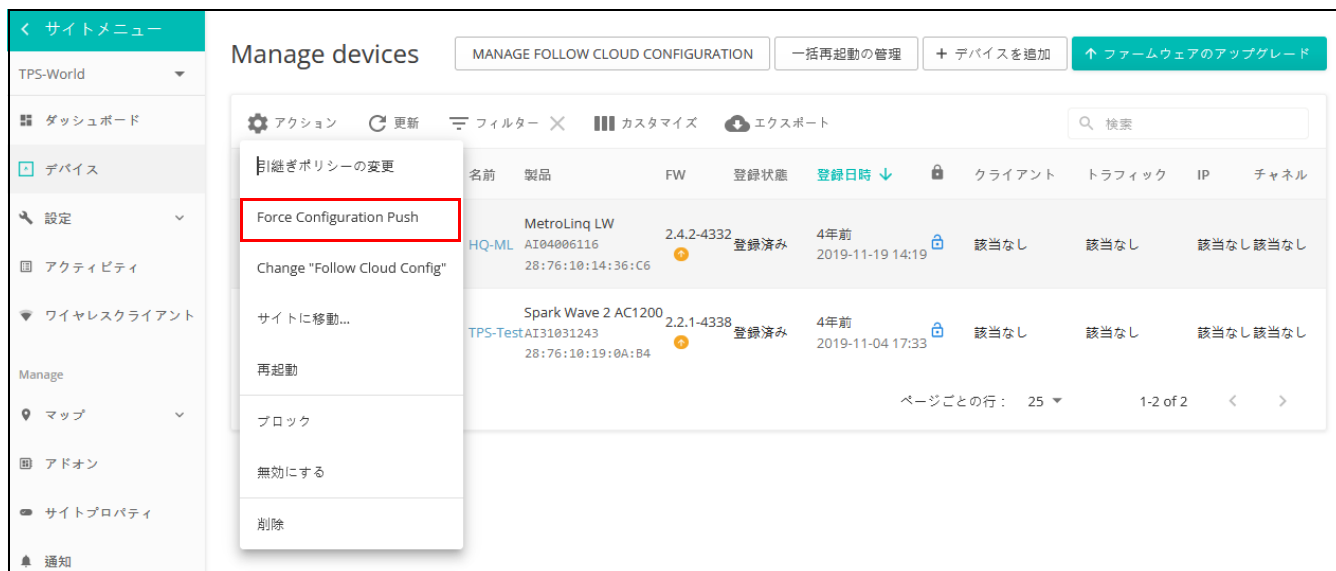 サイトメニュー
TPS-World
ダッシュボード
デバイス
設定
アクティビティ
ワイヤレスクライアント
Manage
マップ
アドオン
サイトプロパティ
通知
Manage devices
MANAGE FOLLOW CLOUD CONFIGURATION
一括再起動の管理
+ デバイスを追加
ファームウェアのアップグレード
アクション 更新 フィルター カスタマイズ エクスポート 検索
引継ぎポリシーの変更
Force Configuration Push
Change "Follow Cloud Config"
サイトに移動...
再起動
ブロック
無効にする
削除
名前 製品 FW 登録状態 登録日時 クライアント トラフィック IP チャネル
MetroLinq LW
HQ-ML AI04006116 2.4.2-4332 登録済み 4年前 該当なし 該当なし 該当なし 該当なし
28:76:10:14:36:C6 2019-11-19 14:19
Spark Wave 2 AC1200
TPS-Test AI31031243 2.2.1-4338 登録済み 4年前 該当なし 該当なし 該当なし 該当なし
28:76:10:19:0A:B4 2019-11-04 17:33
ページごとの行： 25 1-2 of 2